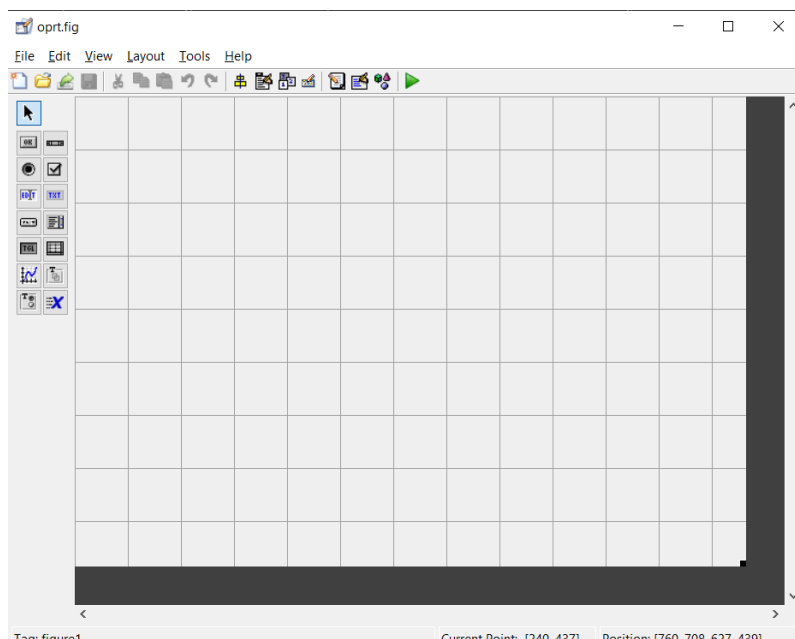 oprt.fig
File Edit View Layout Tools Help
OK
EDIT TXT
TGL
Tag: figure1 Current Point: [240, 437] Position: [760, 708, 627, 439]